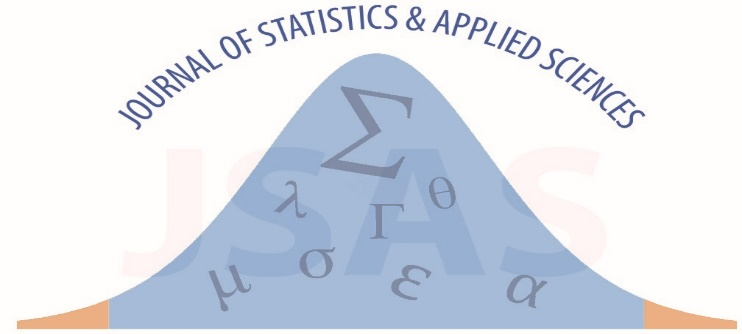 JOURNAL OF STATISTICS & APPLIED SCIENCES
JSAS
Σ
λ Γ θ
μ σ ε α